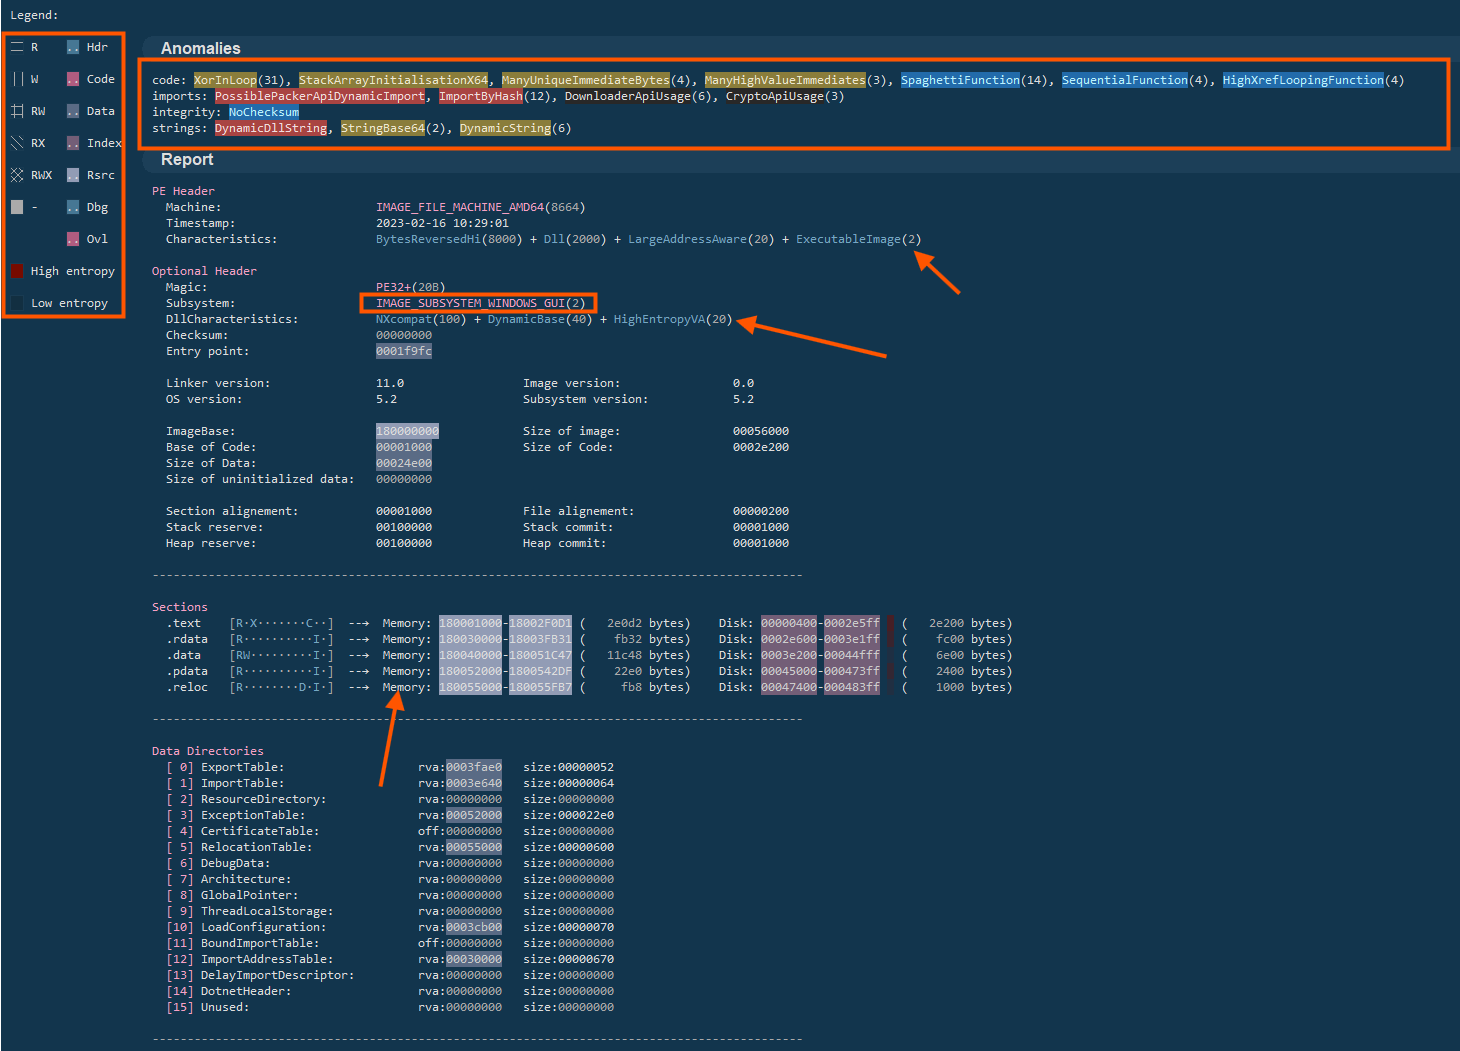 Legend:
R .. Hdr
W .. Code
RW .. Data
RX .. Index
RWX .. Rsrc
- .. Dbg
.. Ovl
High entropy
Low entropy
Anomalies
code: XorInLoop(31), StackArrayInitialisationX64, ManyUniqueImmediateBytes(4), ManyHighValueImmediates(3), SpaghettiFunction(14), SequentialFunction(4), HighXrefLoopingFunction(4)
imports: PossiblePackerApiDynamicImport, ImportByHash(12), DownloaderApiUsage(6), CryptoApiUsage(3)
integrity: NoChecksum
strings: DynamicDllString, StringBase64(2), DynamicString(6)
Report
PE Header
Machine: IMAGE_FILE_MACHINE_AMD64(8664)
Timestamp: 2023-02-16 10:29:01
Characteristics: BytesReversedHi(8000) + Dll(2000) + LargeAddressAware(20) + ExecutableImage(2)
Optional Header
Magic: PE32+(20B)
Subsystem: IMAGE_SUBSYSTEM_WINDOWS_GUI(2)
DllCharacteristics: NXcompat(100) + DynamicBase(40) + HighEntropyVA(20)
Checksum: 00000000
Entry point: 0001f9fc
Linker version: 11.0 Image version: 0.0
OS version: 5.2 Subsystem version: 5.2
ImageBase: 180000000 Size of image: 00056000
Base of Code: 00001000 Size of Code: 0002e200
Size of Data: 00024e00
Size of uninitialized data: 00000000
Section alignement: 00001000 File alignement: 00000200
Stack reserve: 00100000 Stack commit: 00001000
Heap reserve: 00100000 Heap commit: 00001000
---------------------------------------------------------------------------------------------
Sections
.text [R·X·······C··] --> Memory: 180001000-18002F0D1 ( 2e0d2 bytes) Disk: 00000400-0002e5ff ( 2e200 bytes)
.rdata [R··········I·] --> Memory: 180030000-18003FB31 ( fb32 bytes) Disk: 0002e600-0003e1ff ( fc00 bytes)
.data [RW·········I·] --> Memory: 180040000-180051C47 ( 11c48 bytes) Disk: 0003e200-00044fff ( 6e00 bytes)
.pdata [R··········I·] --> Memory: 180052000-1800542DF ( 22e0 bytes) Disk: 00045000-000473ff ( 2400 bytes)
.reloc [R········D·I·] --> Memory: 180055000-180055FB7 ( fb8 bytes) Disk: 00047400-000483ff ( 1000 bytes)
---------------------------------------------------------------------------------------------
Data Directories
[ 0] ExportTable: rva:0003fae0 size:00000052
[ 1] ImportTable: rva:0003e640 size:00000064
[ 2] ResourceDirectory: rva:00000000 size:00000000
[ 3] ExceptionTable: rva:00052000 size:000022e0
[ 4] CertificateTable: off:00000000 size:00000000
[ 5] RelocationTable: rva:00055000 size:00000600
[ 6] DebugData: rva:00000000 size:00000000
[ 7] Architecture: rva:00000000 size:00000000
[ 8] GlobalPointer: rva:00000000 size:00000000
[ 9] ThreadLocalStorage: rva:00000000 size:00000000
[10] LoadConfiguration: rva:0003cb00 size:00000070
[11] BoundImportTable: off:00000000 size:00000000
[12] ImportAddressTable: rva:00030000 size:00000670
[13] DelayImportDescriptor: rva:00000000 size:00000000
[14] DotnetHeader: rva:00000000 size:00000000
[15] Unused: rva:00000000 size:00000000
---------------------------------------------------------------------------------------------